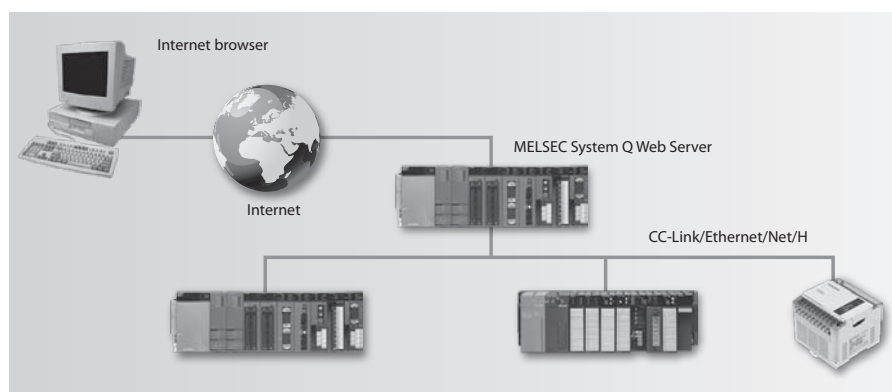 Internet browser
MELSEC System Q Web Server
Internet
CC-Link/Ethernet/Net/H